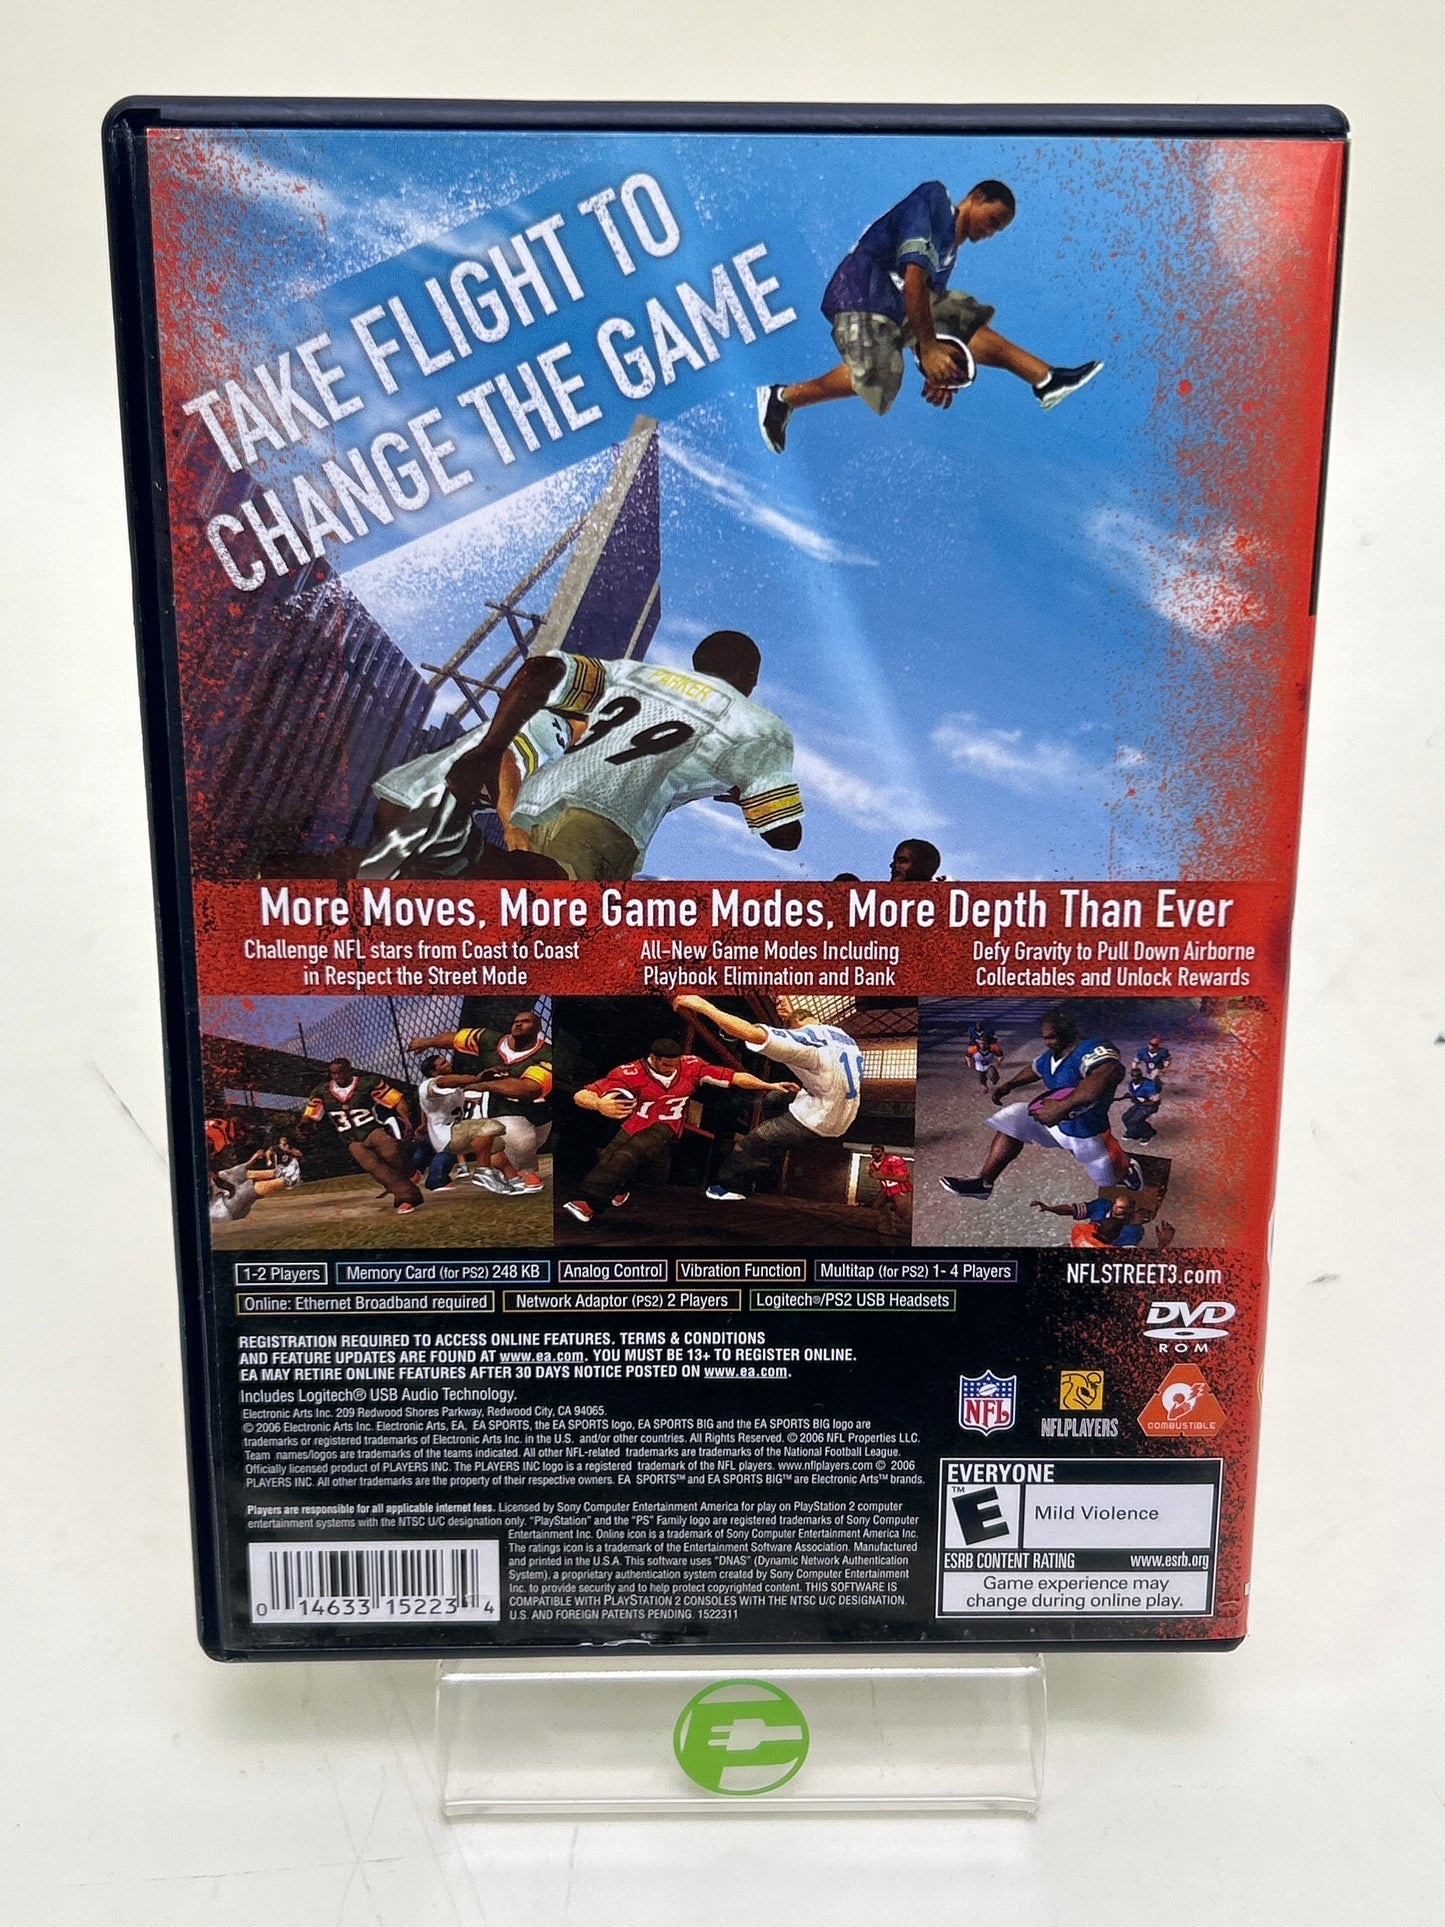 TAKE FLIGHT TO
CHANGE THE GAME
PARKER
39
More Moves, More Game Modes, More Depth Than Ever
Challenge NFL stars from Coast to Coast
in Respect the Street Mode
All-New Game Modes Including
Playbook Elimination and Bank
Defy Gravity to Pull Down Airborne
Collectables and Unlock Rewards
32
13
1-2 Players
Memory Card (for PS2) 248 KB
Analog Control
Vibration Function
Multitap (for PS2) 1- 4 Players
Online: Ethernet Broadband required
Network Adaptor (PS2) 2 Players
Logitech®/PS2 USB Headsets
NFLSTREET3.com
DVD
ROM
REGISTRATION REQUIRED TO ACCESS ONLINE FEATURES. TERMS & CONDITIONS
AND FEATURE UPDATES ARE FOUND AT www.ea.com. YOU MUST BE 13+ TO REGISTER ONLINE.
EA MAY RETIRE ONLINE FEATURES AFTER 30 DAYS NOTICE POSTED ON www.ea.com.
Includes Logitech® USB Audio Technology.
Electronic Arts Inc. 209 Redwood Shores Parkway, Redwood City, CA 94065.
© 2006 Electronic Arts Inc. Electronic Arts, EA, EA SPORTS, the EA SPORTS logo, EA SPORTS BIG and the EA SPORTS BIG logo are
trademarks or registered trademarks of Electronic Arts Inc. in the U.S. and/or other countries. All Rights Reserved. © 2006 NFL Properties LLC.
Team names/logos are trademarks of the teams indicated. All other NFL-related trademarks are trademarks of the National Football League.
Officially licensed product of PLAYERS INC. The PLAYERS INC logo is a registered trademark of the NFL players. www.nflplayers.com © 2006
PLAYERS INC. All other trademarks are the property of their respective owners. EA SPORTS™ and EA SPORTS BIG™ are Electronic Arts™ brands.
NFL
NFLPLAYERS
COMBUSTIBLE
Players are responsible for all applicable internet fees. Licensed by Sony Computer Entertainment America for play on PlayStation 2 computer
entertainment systems with the NTSC U/C designation only. "PlayStation" and the "PS" Family logo are registered trademarks of Sony Computer
Entertainment Inc. Online icon is a trademark of Sony Computer Entertainment America Inc.
The ratings icon is a trademark of the Entertainment Software Association. Manufactured
and printed in the U.S.A. This software uses "DNAS" (Dynamic Network Authentication
System), a proprietary authentication system created by Sony Computer Entertainment
Inc. to provide security and to help protect copyrighted content. THIS SOFTWARE IS
COMPATIBLE WITH PLAYSTATION 2 CONSOLES WITH THE NTSC U/C DESIGNATION.
U.S. AND FOREIGN PATENTS PENDING. 1522311
0 14633 15223 4
EVERYONE
E™
Mild Violence
ESRB CONTENT RATING www.esrb.org
Game experience may
change during online play.